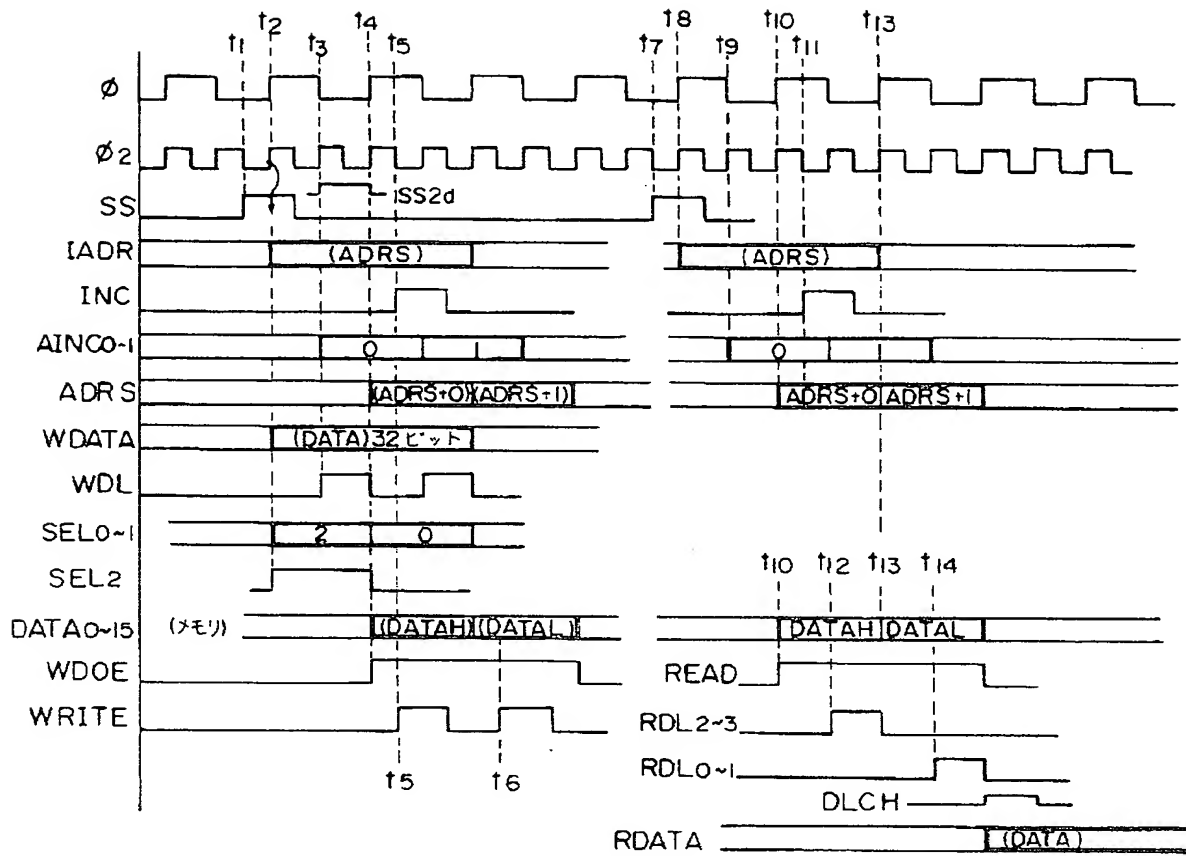 t1 t2 t3 t4 t5 t7 t8 t9 t10 t11 t13
ø
ø2
SS
SS2d
IADR (ADRS) (ADRS)
INC
AINC0~1 0 1 0
ADRS (ADRS+0) (ADRS+1) ADRS+0 ADRS+1
WDATA (DATA)32ビット
WDL
SEL0~1 2 0
SEL2
t10 t12 t13 t14
DATA0~15 (メモリ) (DATAH) (DATAL) DATAH DATAL
WDOE
READ
WRITE
RDL2~3
t5 t6
RDL0~1
DLCH
RDATA (DATA)